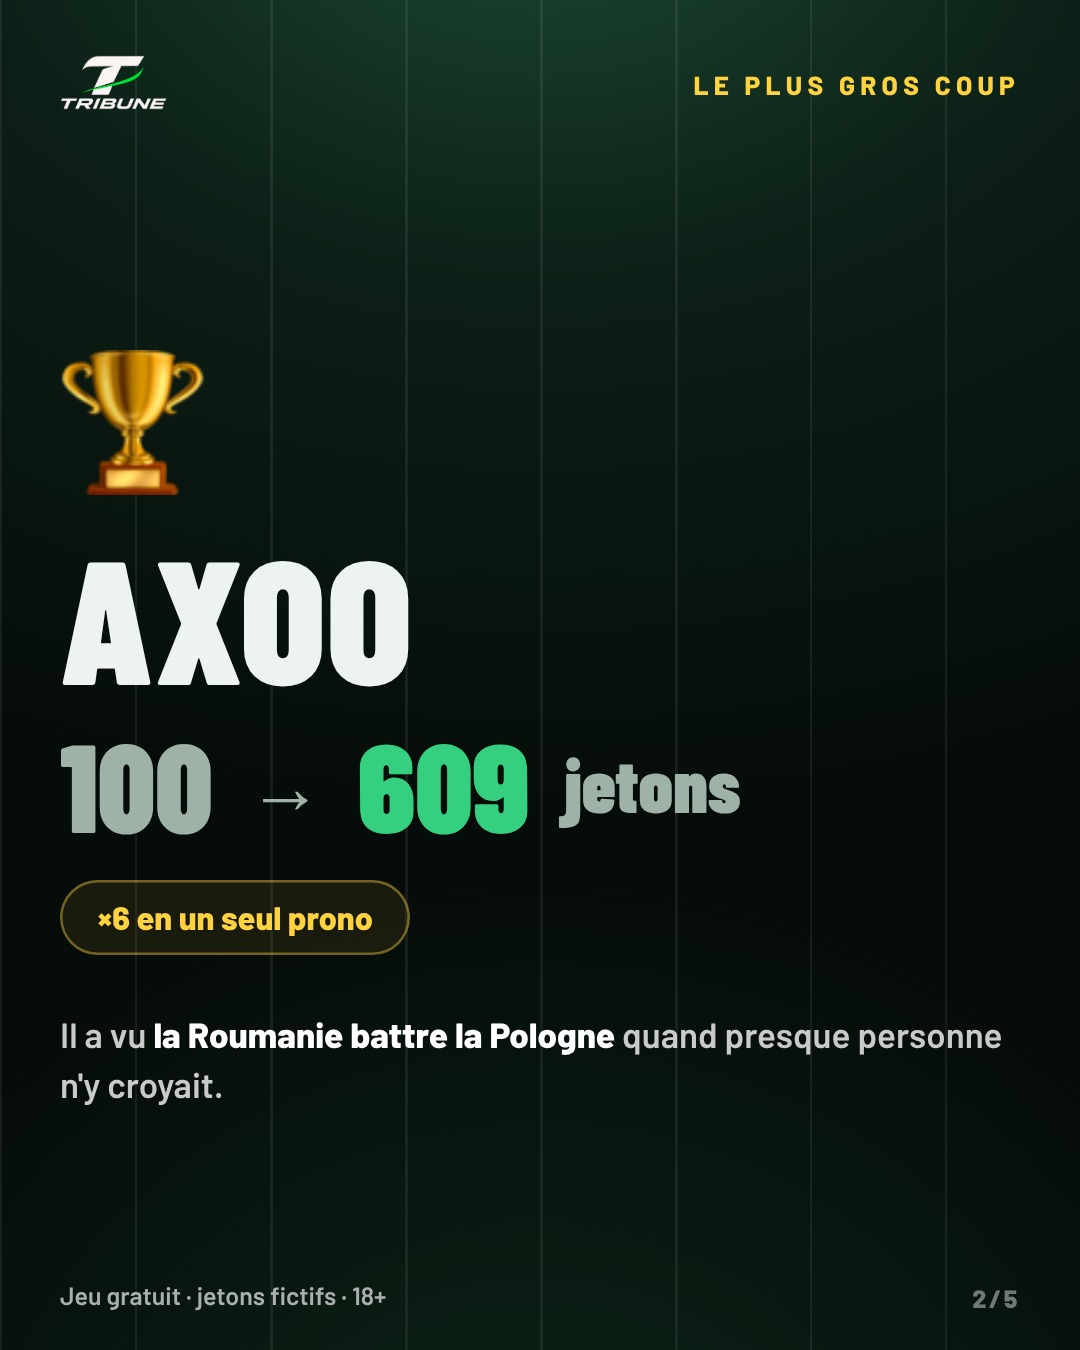 TRIBUNE
LE PLUS GROS COUP
AXOO
100 → 609 jetons
×6 en un seul prono
Il a vu la Roumanie battre la Pologne quand presque personne
n'y croyait.
Jeu gratuit · jetons fictifs · 18+
2/5